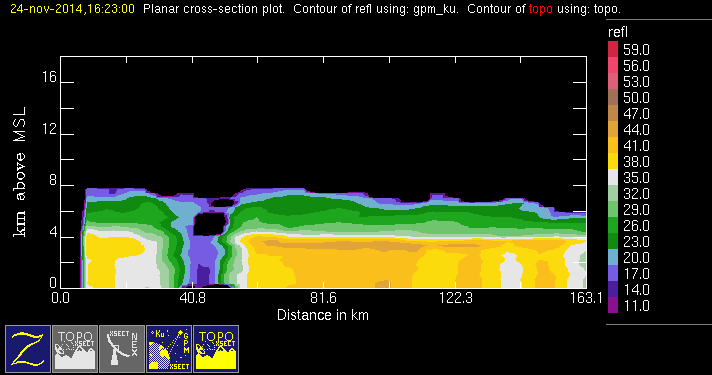 24-nov-2014,16:23:00 Planar cross-section plot. Contour of refl using: gpm_ku. Contour of topo using: topo.
refl
59.0
56.0
53.0
50.0
47.0
44.0
41.0
38.0
35.0
32.0
29.0
26.0
23.0
20.0
17.0
14.0
11.0
km above MSL
16
12
8
4
0
0.0 40.8 81.6 122.3 163.1
Distance in km
Z
TOPO
XSECT
XSECT
XSECT
Ku
GPM
XSECT
TOPO
XSECT